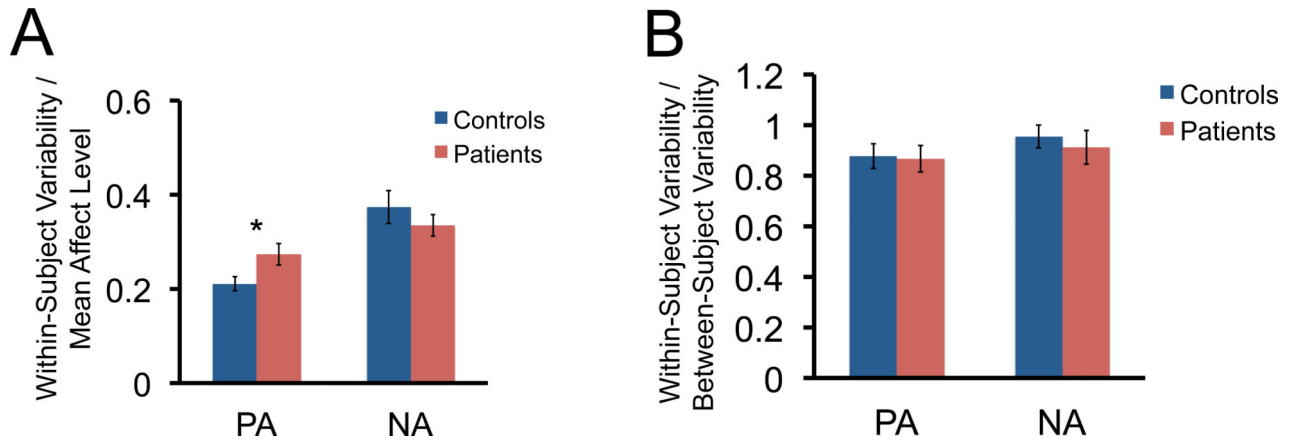 A
Within-Subject Variability /
Mean Affect Level
0.6
0.4
0.2
0
*
Controls
Patients
PA
NA
B
Within-Subject Variability /
Between-Subject Variability
1.2
1
0.8
0.6
0.4
0.2
0
Controls
Patients
PA
NA